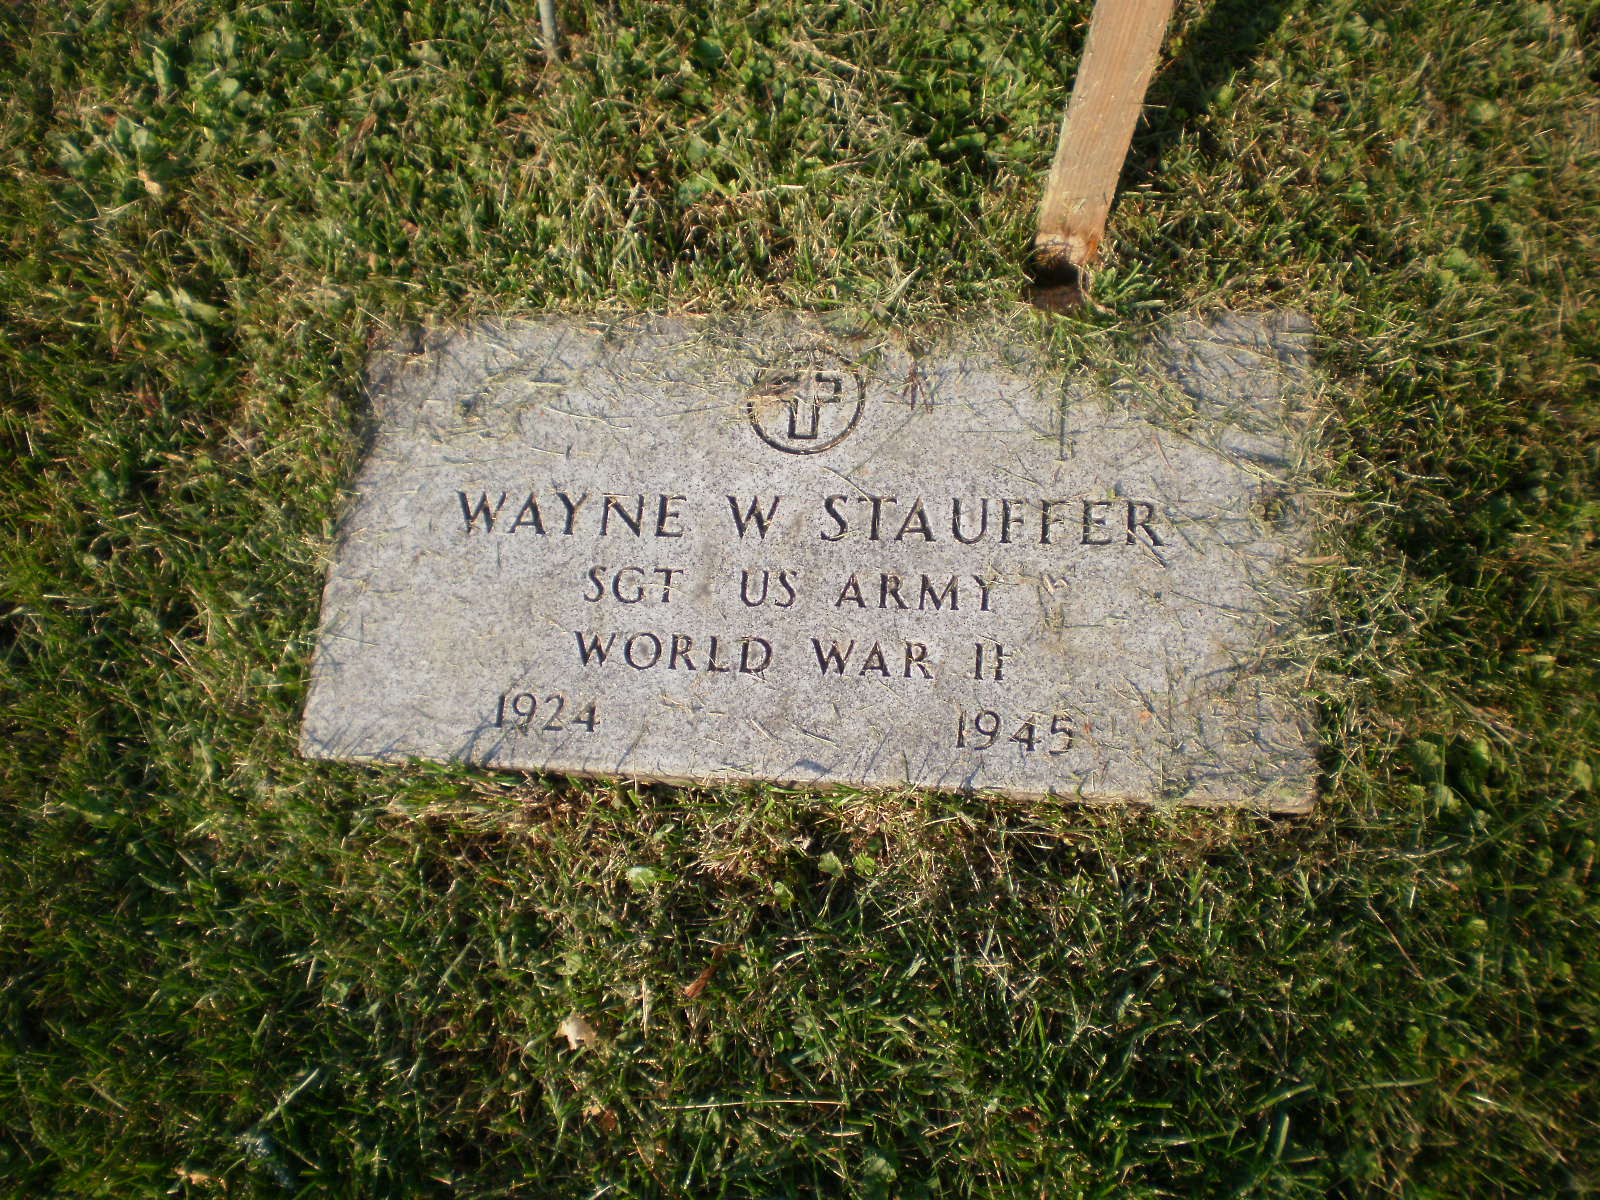 WAYNE W STAUFFER
SGT US ARMY
WORLD WAR II
1924 1945